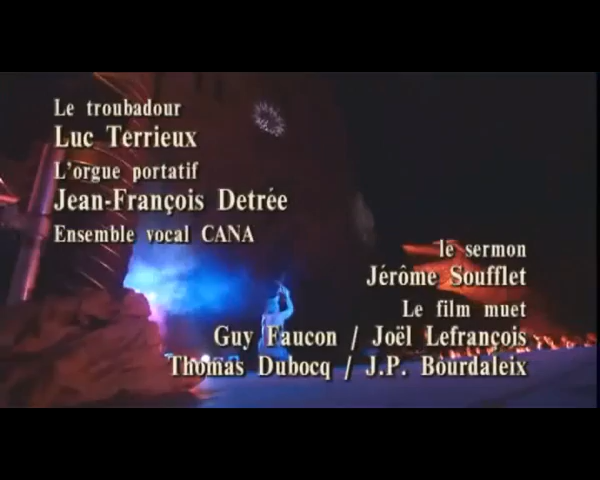 Le troubadour
Luc Terrieux
L'orgue portatif
Jean-François Detrée
Ensemble vocal CANA
le sermon
Jérôme Soufflet
Le film muet
Guy Faucon / Joël Lefrançois
Thomas Dubocq / J.P. Bourdaleix